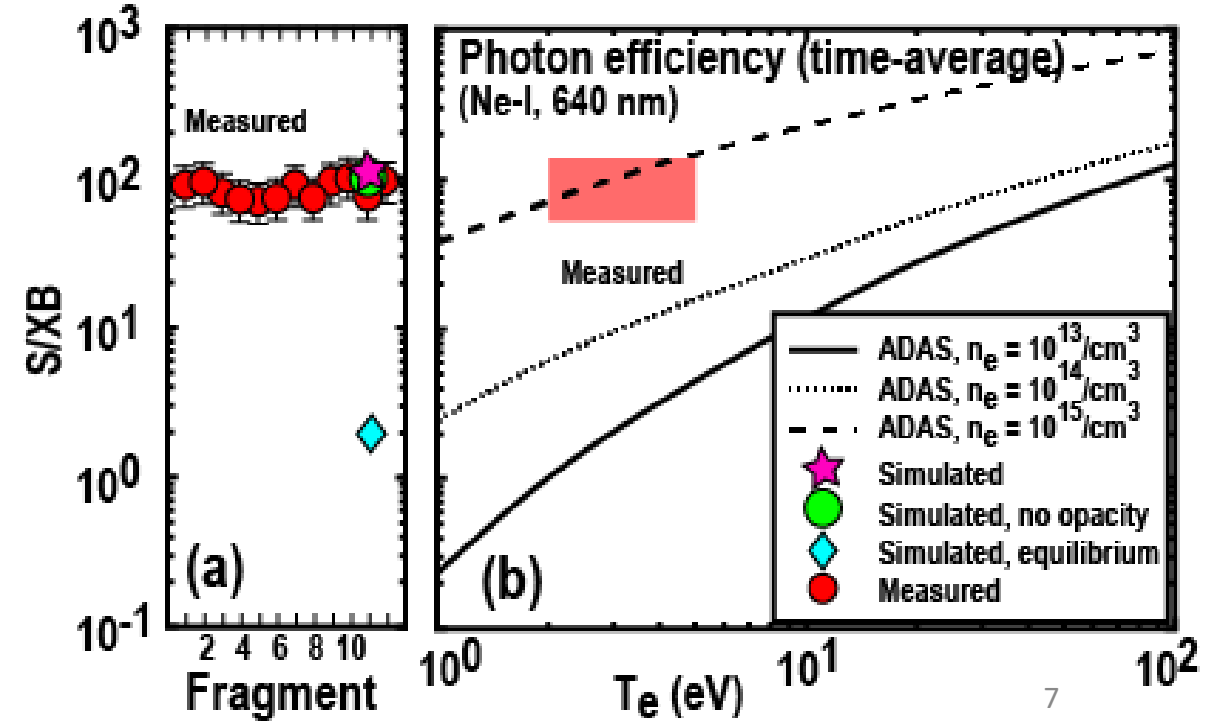 S/XB
10³
10²
10¹
10⁰
10⁻¹
Measured
(a)
2 4 6 8 10
Fragment
Photon efficiency (time-average)
(Ne-I, 640 nm)
Measured
(b)
ADAS, nₑ = 10¹³/cm³
ADAS, nₑ = 10¹⁴/cm³
ADAS, nₑ = 10¹⁵/cm³
Simulated
Simulated, no opacity
Simulated, equilibrium
Measured
10⁰ 10¹ 10²
Tₑ (eV)
7